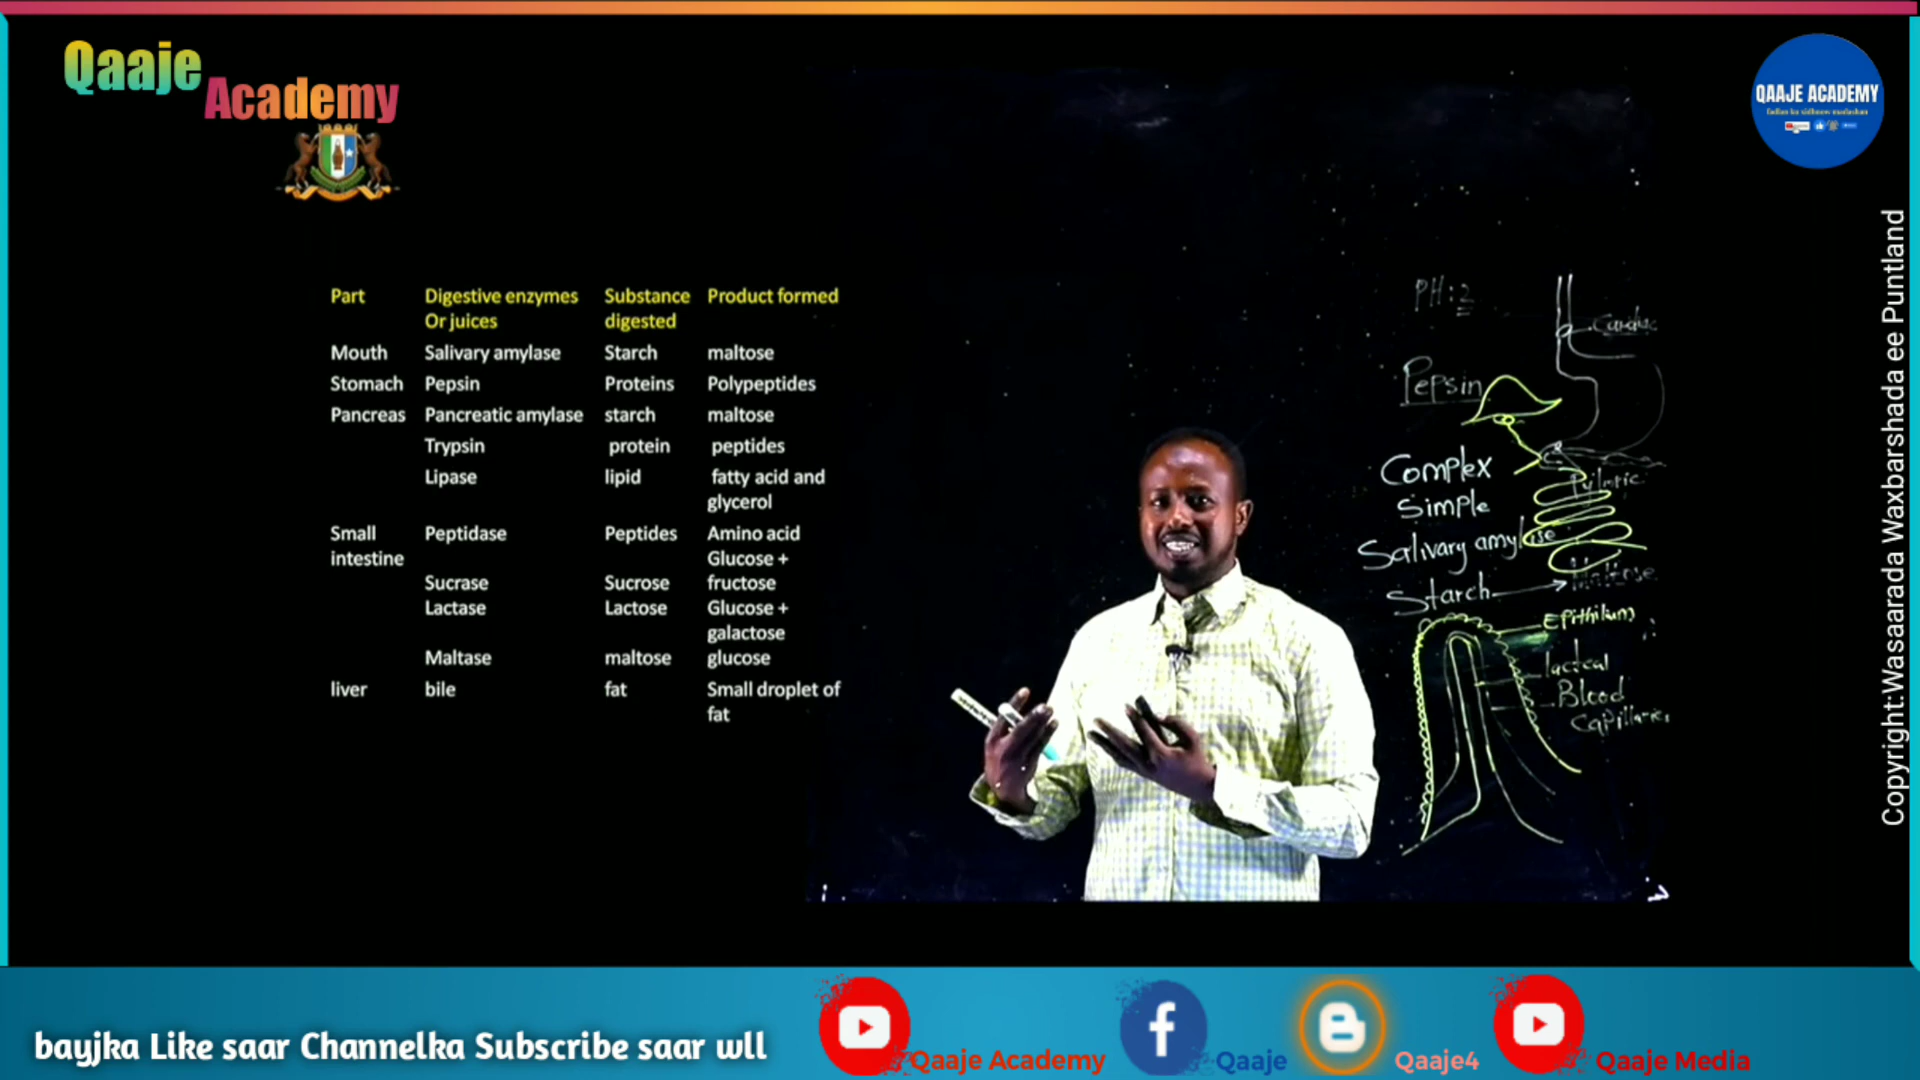 Qaaje
Academy
QAAJE ACADEMY
Copyright:Wasaarada Waxbarshada ee Puntland
Part Digestive enzymes Substance Product formed
Or juices digested
Mouth Salivary amylase Starch maltose
Stomach Pepsin Proteins Polypeptides
Pancreas Pancreatic amylase starch maltose
Trypsin protein peptides
Lipase lipid fatty acid and
glycerol
Small Peptidase Peptides Amino acid
intestine Glucose +
Sucrase Sucrose fructose
Lactase Lactose Glucose +
galactose
Maltase maltose glucose
liver bile fat Small droplet of
fat
PH:2
Pepsin
Complex
Simple
Salivary amylase
Starch
Epithilum
lacteal
Blood
bayjka Like saar Channelka Subscribe saar wll
Qaaje Academy
Qaaje
Qaaje4
Qaaje Media